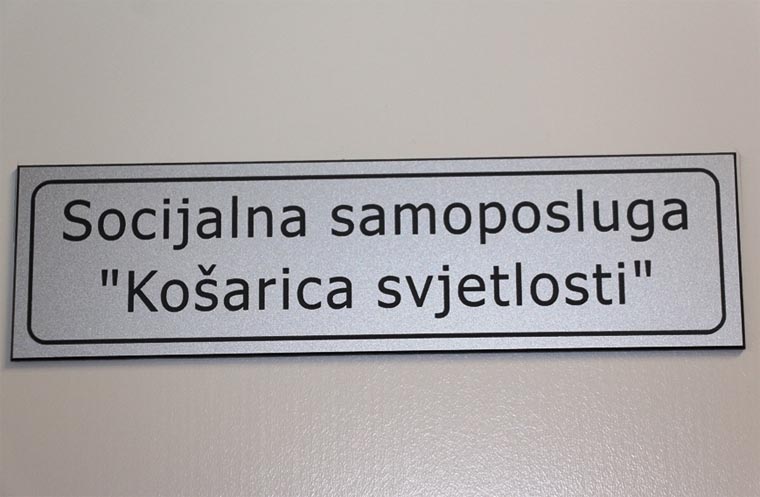 Socijalna samoposluga
"Košarica svjetlosti"